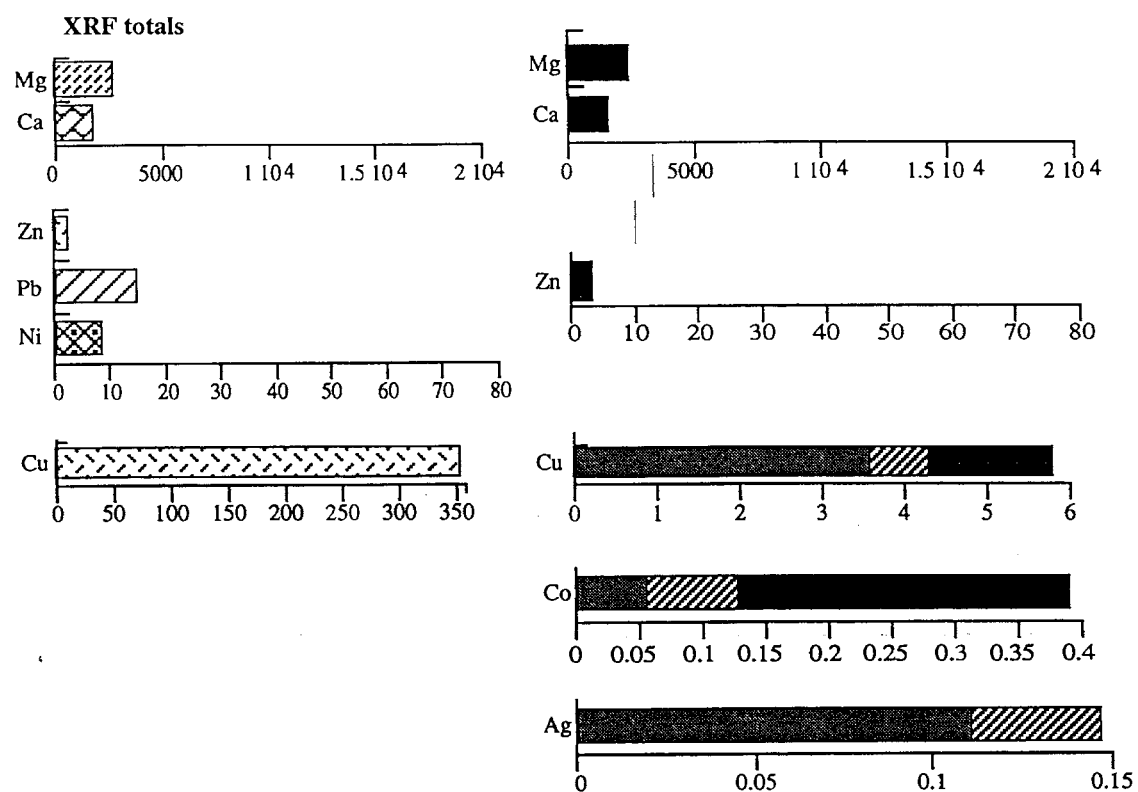 XRF totals
Mg
Ca
0 5000 1 10 4 1.5 10 4 2 10 4
Zn
Pb
Ni
0 10 20 30 40 50 60 70 80
Cu
0 50 100 150 200 250 300 350
Mg
Ca
0 5000 1 10 4 1.5 10 4 2 10 4
Zn
0 10 20 30 40 50 60 70 80
Cu
0 1 2 3 4 5 6
Co
0 0.05 0.1 0.15 0.2 0.25 0.3 0.35 0.4
Ag
0 0.05 0.1 0.15